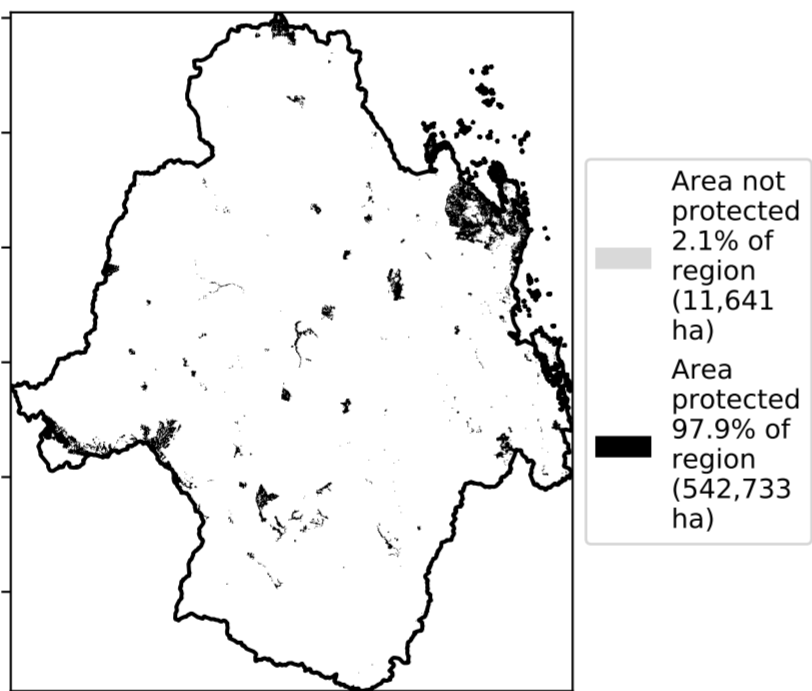 Area not
protected
2.1% of
region
(11,641
ha)
Area
protected
97.9% of
region
(542,733
ha)